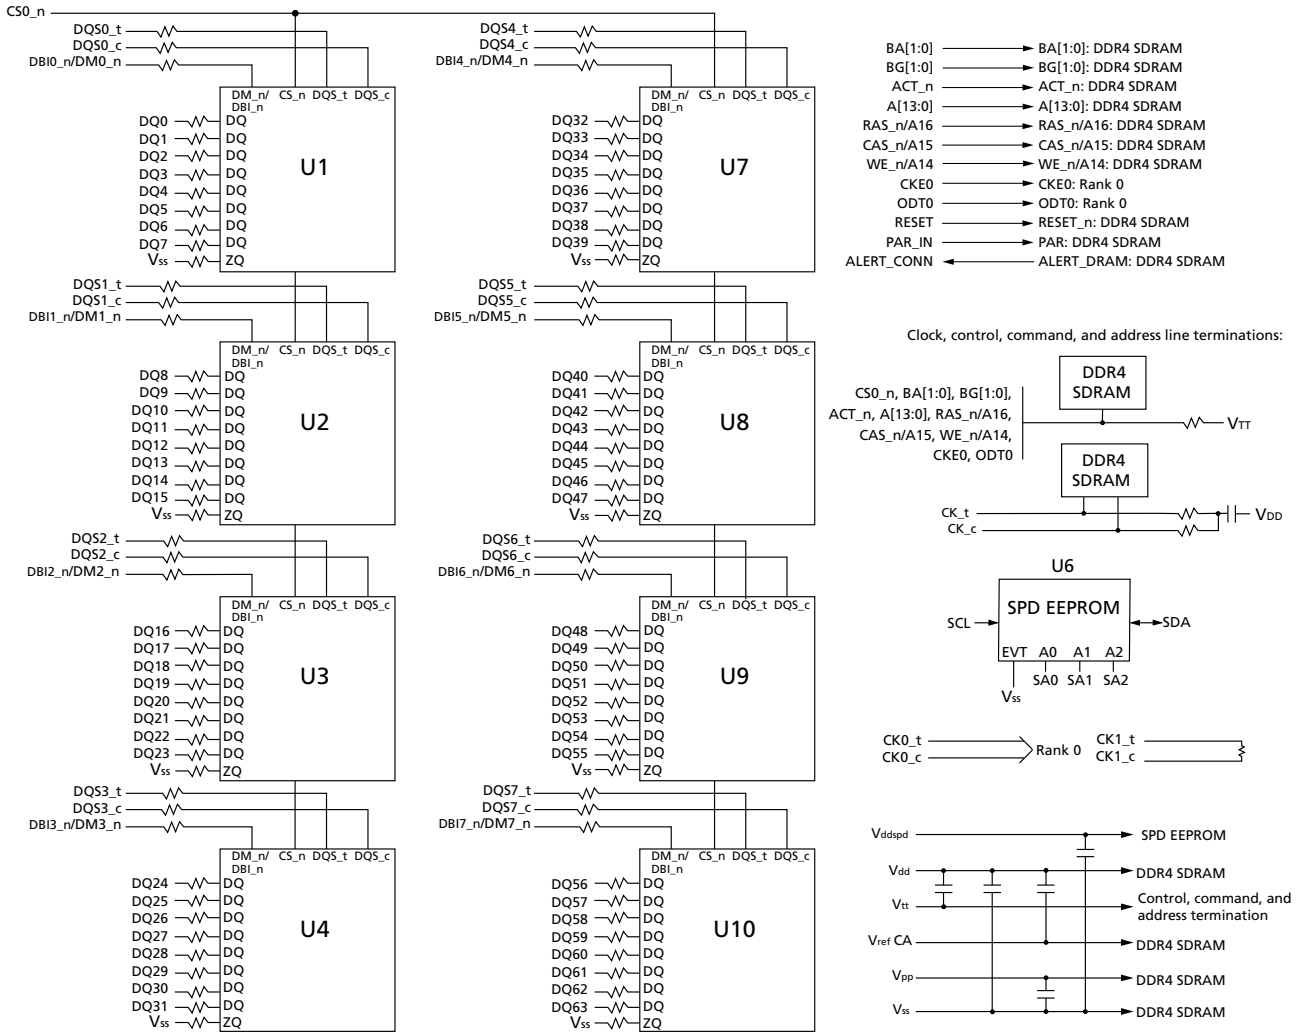 CS0_n
DQS0_t
DQS0_c
DBI0_n/DM0_n
DM_n/ CS_n DQS_t DQS_c
DBI_n
DQ0 DQ
DQ1 DQ
DQ2 DQ
DQ3 DQ
DQ4 DQ
DQ5 DQ
DQ6 DQ
DQ7 DQ
Vss ZQ
U1
DQS1_t
DQS1_c
DBI1_n/DM1_n
DM_n/ CS_n DQS_t DQS_c
DBI_n
DQ8 DQ
DQ9 DQ
DQ10 DQ
DQ11 DQ
DQ12 DQ
DQ13 DQ
DQ14 DQ
DQ15 DQ
Vss ZQ
U2
DQS2_t
DQS2_c
DBI2_n/DM2_n
DM_n/ CS_n DQS_t DQS_c
DBI_n
DQ16 DQ
DQ17 DQ
DQ18 DQ
DQ19 DQ
DQ20 DQ
DQ21 DQ
DQ22 DQ
DQ23 DQ
Vss ZQ
U3
DQS3_t
DQS3_c
DBI3_n/DM3_n
DM_n/ CS_n DQS_t DQS_c
DBI_n
DQ24 DQ
DQ25 DQ
DQ26 DQ
DQ27 DQ
DQ28 DQ
DQ29 DQ
DQ30 DQ
DQ31 DQ
Vss ZQ
U4
DQS4_t
DQS4_c
DBI4_n/DM4_n
DM_n/ CS_n DQS_t DQS_c
DBI_n
DQ32 DQ
DQ33 DQ
DQ34 DQ
DQ35 DQ
DQ36 DQ
DQ37 DQ
DQ38 DQ
DQ39 DQ
Vss ZQ
U7
DQS5_t
DQS5_c
DBI5_n/DM5_n
DM_n/ CS_n DQS_t DQS_c
DBI_n
DQ40 DQ
DQ41 DQ
DQ42 DQ
DQ43 DQ
DQ44 DQ
DQ45 DQ
DQ46 DQ
DQ47 DQ
Vss ZQ
U8
DQS6_t
DQS6_c
DBI6_n/DM6_n
DM_n/ CS_n DQS_t DQS_c
DBI_n
DQ48 DQ
DQ49 DQ
DQ50 DQ
DQ51 DQ
DQ52 DQ
DQ53 DQ
DQ54 DQ
DQ55 DQ
Vss ZQ
U9
DQS7_t
DQS7_c
DBI7_n/DM7_n
DM_n/ CS_n DQS_t DQS_c
DBI_n
DQ56 DQ
DQ57 DQ
DQ58 DQ
DQ59 DQ
DQ60 DQ
DQ61 DQ
DQ62 DQ
DQ63 DQ
Vss ZQ
U10
BA[1:0] BA[1:0]: DDR4 SDRAM
BG[1:0] BG[1:0]: DDR4 SDRAM
ACT_n ACT_n: DDR4 SDRAM
A[13:0] A[13:0]: DDR4 SDRAM
RAS_n/A16 RAS_n/A16: DDR4 SDRAM
CAS_n/A15 CAS_n/A15: DDR4 SDRAM
WE_n/A14 WE_n/A14: DDR4 SDRAM
CKE0 CKE0: Rank 0
ODT0 ODT0: Rank 0
RESET RESET_n: DDR4 SDRAM
PAR_IN PAR: DDR4 SDRAM
ALERT_CONN ALERT_DRAM: DDR4 SDRAM
Clock, control, command, and address line terminations:
DDR4
SDRAM
CS0_n, BA[1:0], BG[1:0],
ACT_n, A[13:0], RAS_n/A16,
CAS_n/A15, WE_n/A14,
CKE0, ODT0
VTT
DDR4
SDRAM
CK_t
CK_c
VDD
U6
SPD EEPROM
SCL SDA
EVT A0 A1 A2
SA0 SA1 SA2
Vss
CK0_t
CK0_c
Rank 0
CK1_t
CK1_c
Vddspd SPD EEPROM
Vdd DDR4 SDRAM
Vtt Control, command, and
address termination
Vref CA DDR4 SDRAM
Vpp DDR4 SDRAM
Vss DDR4 SDRAM